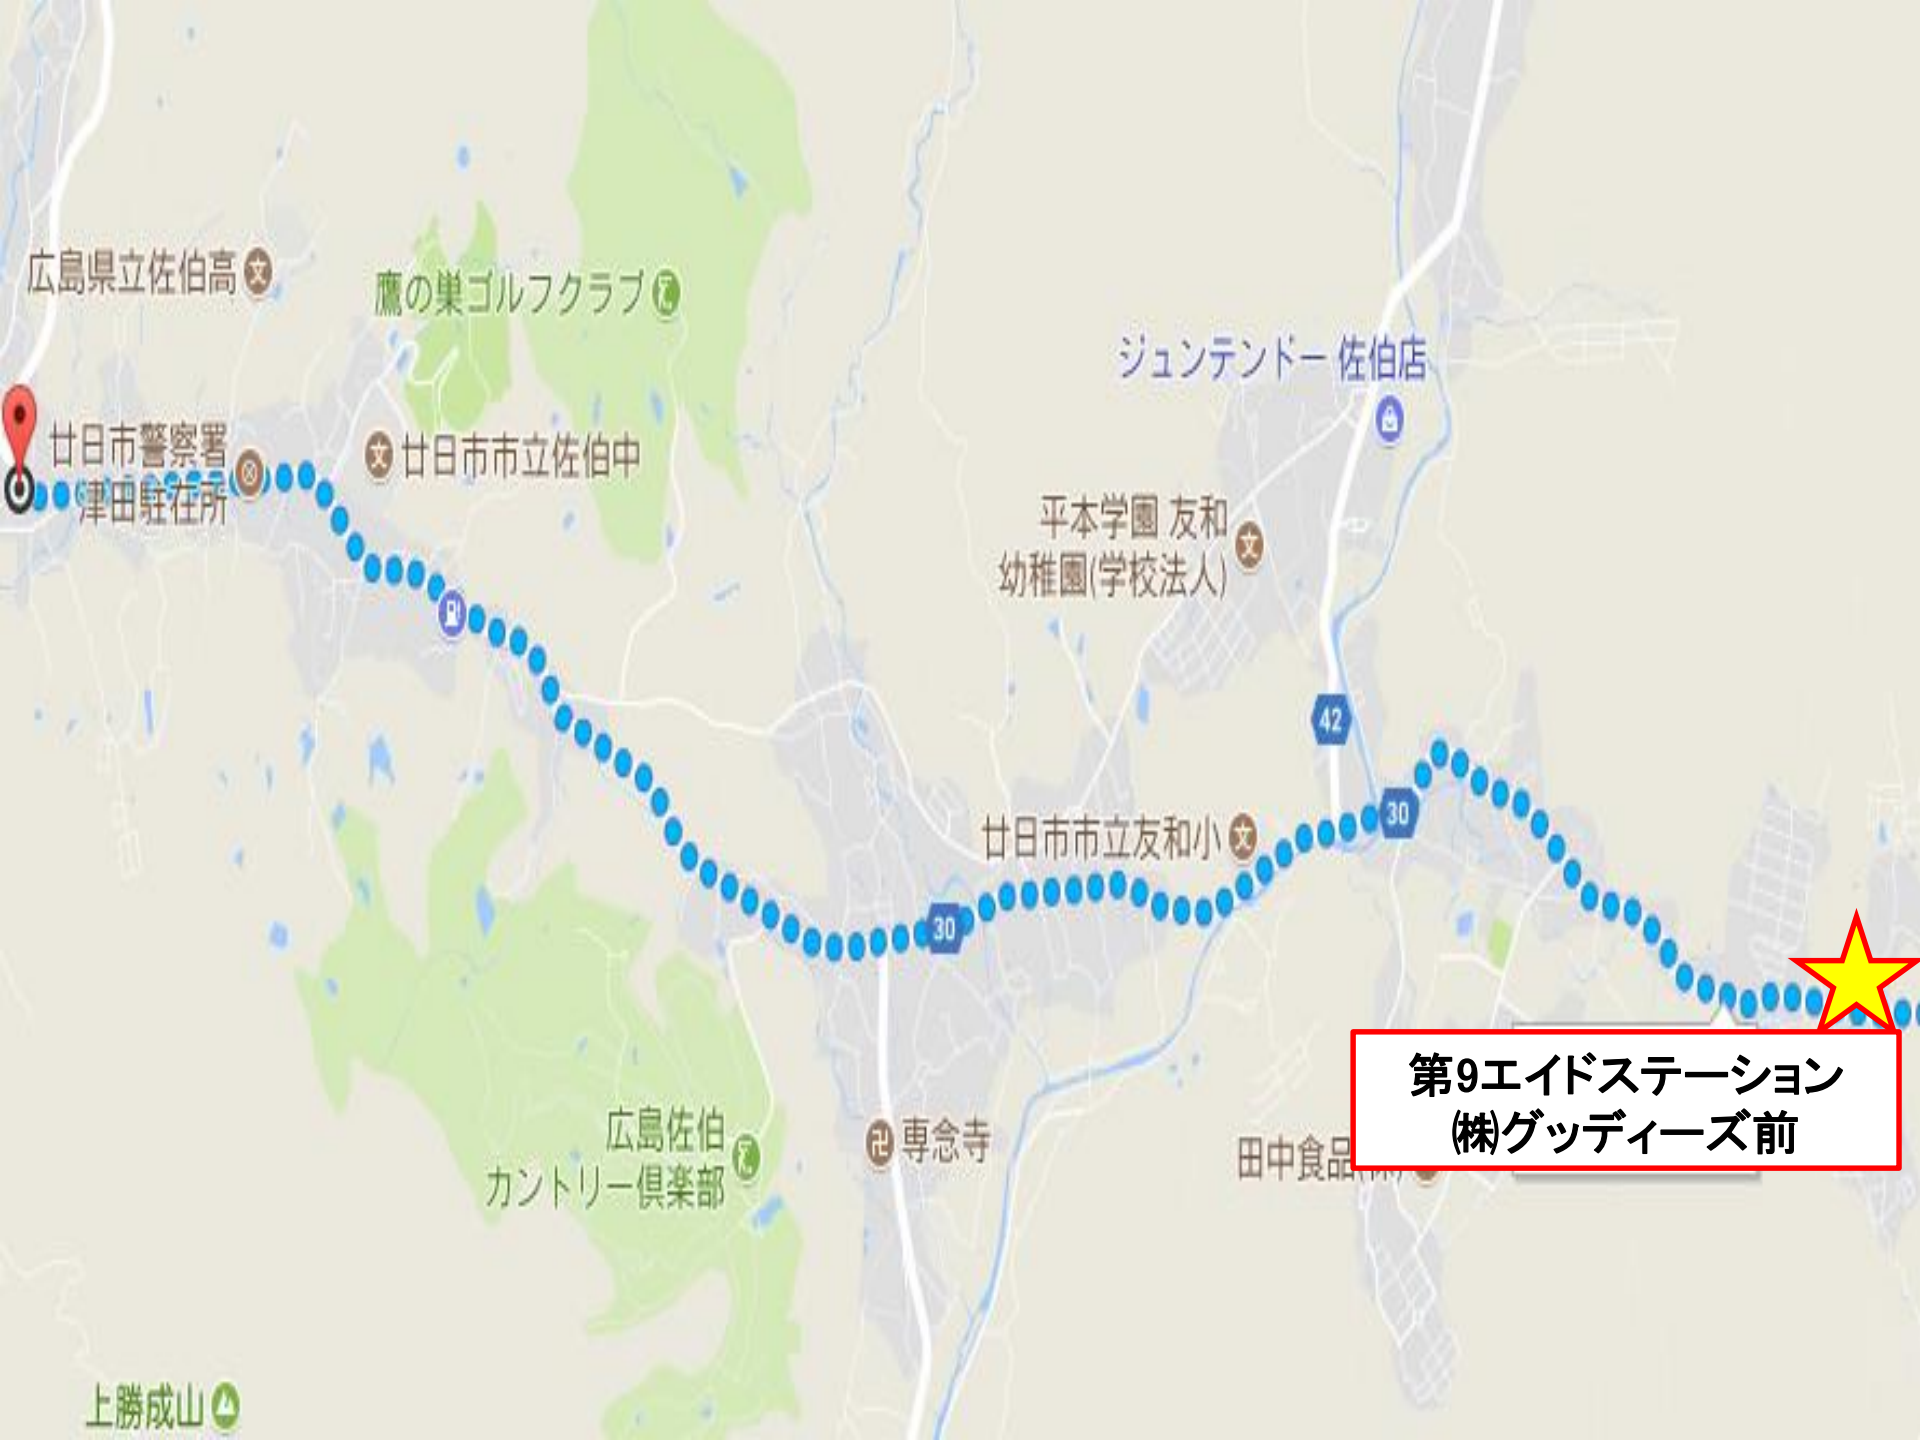 広島県立佐伯高
鷹の巣ゴルフクラブ
ジュンテンドー 佐伯店
廿日市警察署
津田駐在所
廿日市市立佐伯中
平本学園 友和
幼稚園(学校法人)
42
30
廿日市市立友和小
30
第9エイドステーション
㈱グッディーズ前
広島佐伯
カントリー倶楽部
専念寺
田中食品
上勝成山